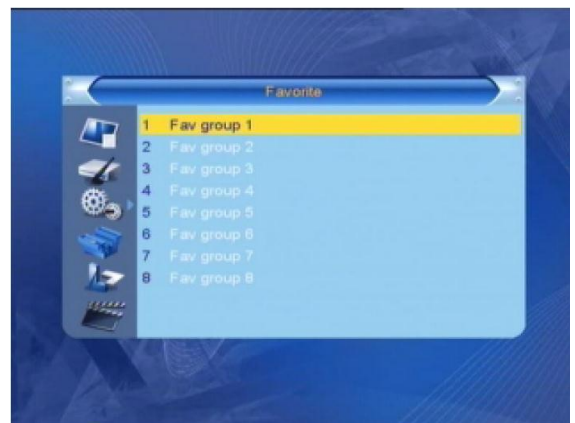 Favorite
1 Fav group 1
2 Fav group 2
3 Fav group 3
4 Fav group 4
5 Fav group 5
6 Fav group 6
7 Fav group 7
8 Fav group 8